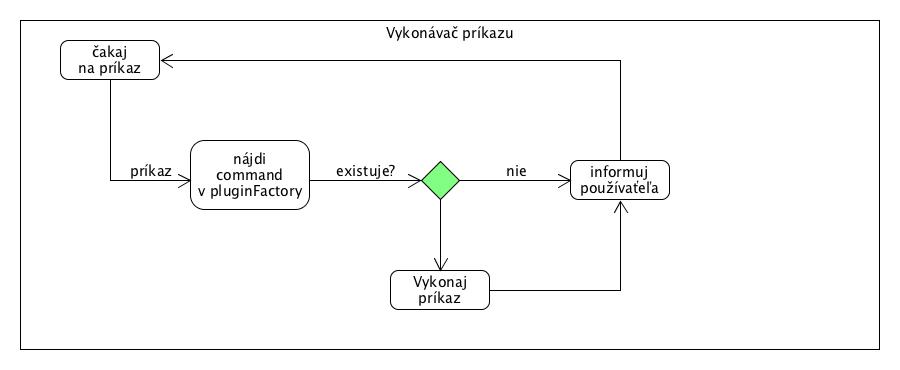 Vykonávač príkazu
čakaj
na príkaz
príkaz
nájdi
command
v pluginFactory
existuje?
nie
informuj
používateľa
Vykonaj
príkaz